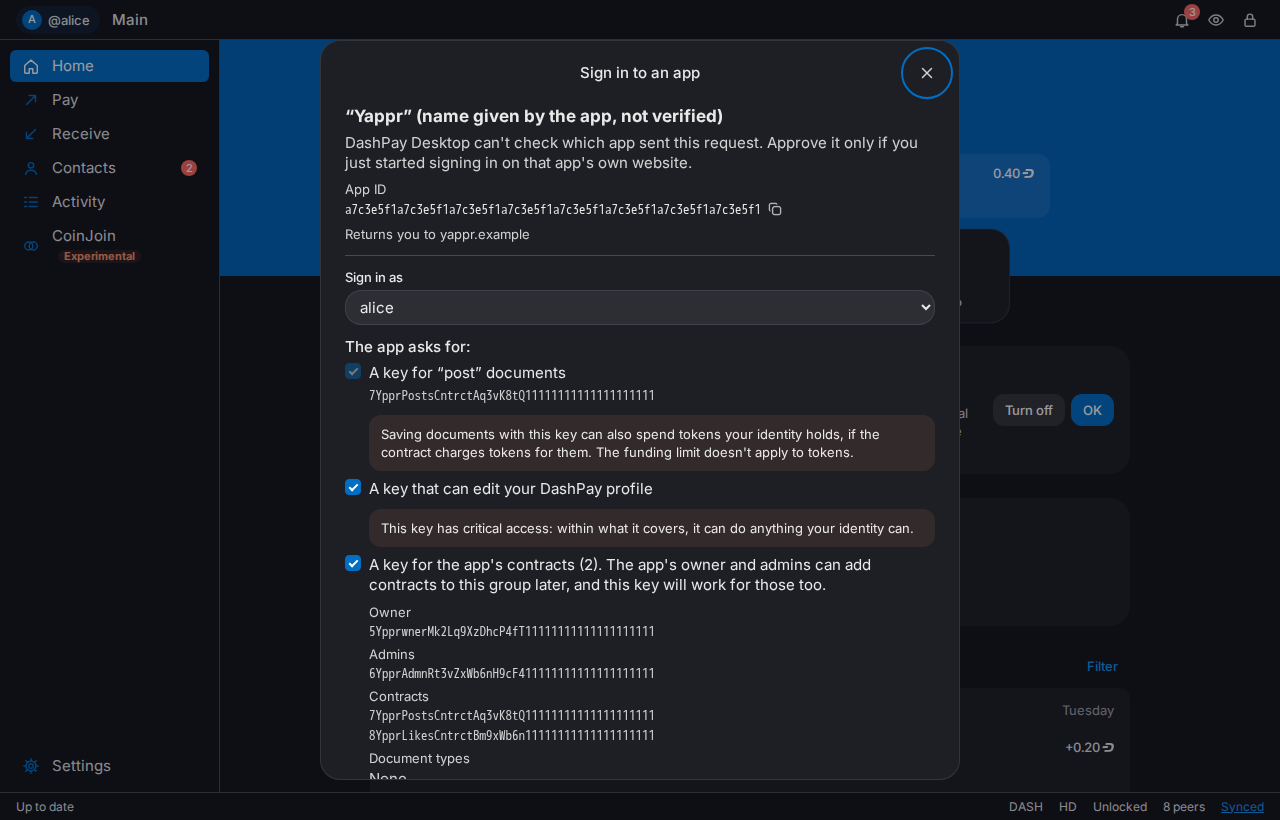 A @alice Main 3
Home
Pay
Receive
Contacts 2
Activity
CoinJoin
Experimental
Settings
Sign in to an app
“Yappr” (name given by the app, not verified)
DashPay Desktop can't check which app sent this request. Approve it only if you
just started signing in on that app's own website.
App ID
a7c3e5f1a7c3e5f1a7c3e5f1a7c3e5f1a7c3e5f1a7c3e5f1a7c3e5f1a7c3e5f1
Returns you to yappr.example
Sign in as
alice
The app asks for:
A key for “post” documents
7YpprPostsCntrctAq3vK8tQ11111111111111111111
Saving documents with this key can also spend tokens your identity holds, if the
contract charges tokens for them. The funding limit doesn't apply to tokens.
A key that can edit your DashPay profile
This key has critical access: within what it covers, it can do anything your identity can.
A key for the app's contracts (2). The app's owner and admins can add
contracts to this group later, and this key will work for those too.
Owner
5YpprwnerMk2Lq9XzDhcP4fT11111111111111111111
Admins
6YpprAdmnRt3vZxWb6nH9cF411111111111111111111
Contracts
7YpprPostsCntrctAq3vK8tQ11111111111111111111
8YpprLikesCntrctBm9xWb6n11111111111111111111
Document types
None
0.40
Turn off OK
Filter
Tuesday
+0.20
Up to date DASH HD Unlocked 8 peers Synced